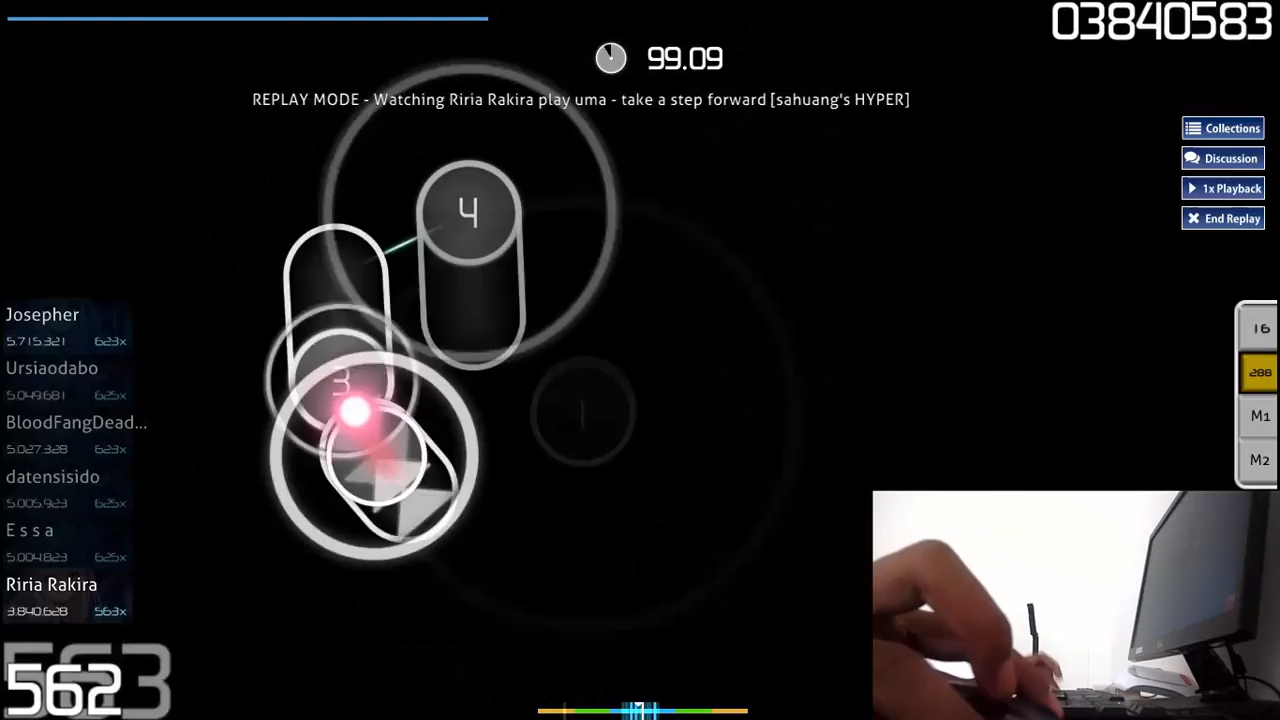 03840583
99.09
REPLAY MODE - Watching Riria Rakira play uma - take a step forward [sahuang's HYPER]
Collections
Discussion
1x Playback
End Replay
4
3
1
Josepher
5.715.321 623x
Ursiaodabo
5.049.681 625x
BloodFangDead...
5.027.328 623x
datensisido
5.005.923 625x
E s s a
5.004.823 625x
Riria Rakira
3.840.628 563x
16
288
M1
M2
563
562